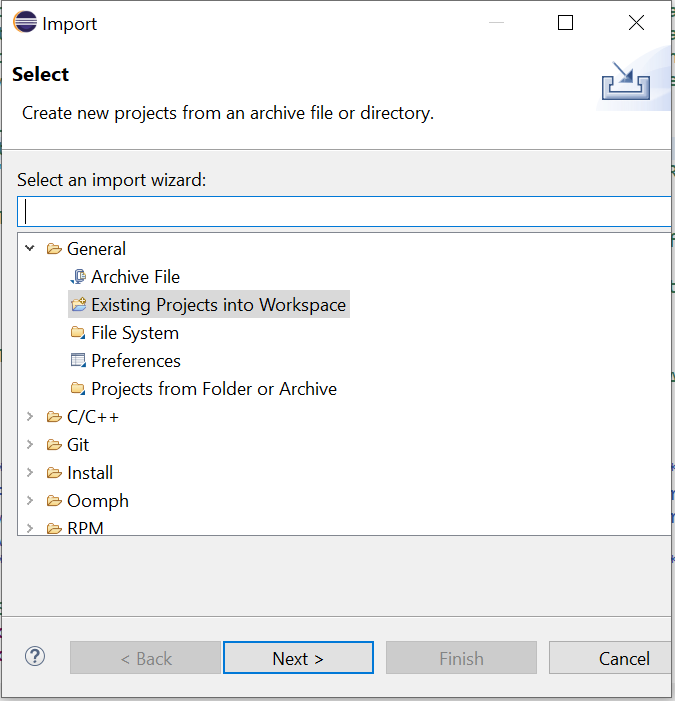 Import
Select
Create new projects from an archive file or directory.
Select an import wizard:
General
Archive File
Existing Projects into Workspace
File System
Preferences
Projects from Folder or Archive
C/C++
Git
Install
Oomph
RPM
? < Back Next > Finish Cancel